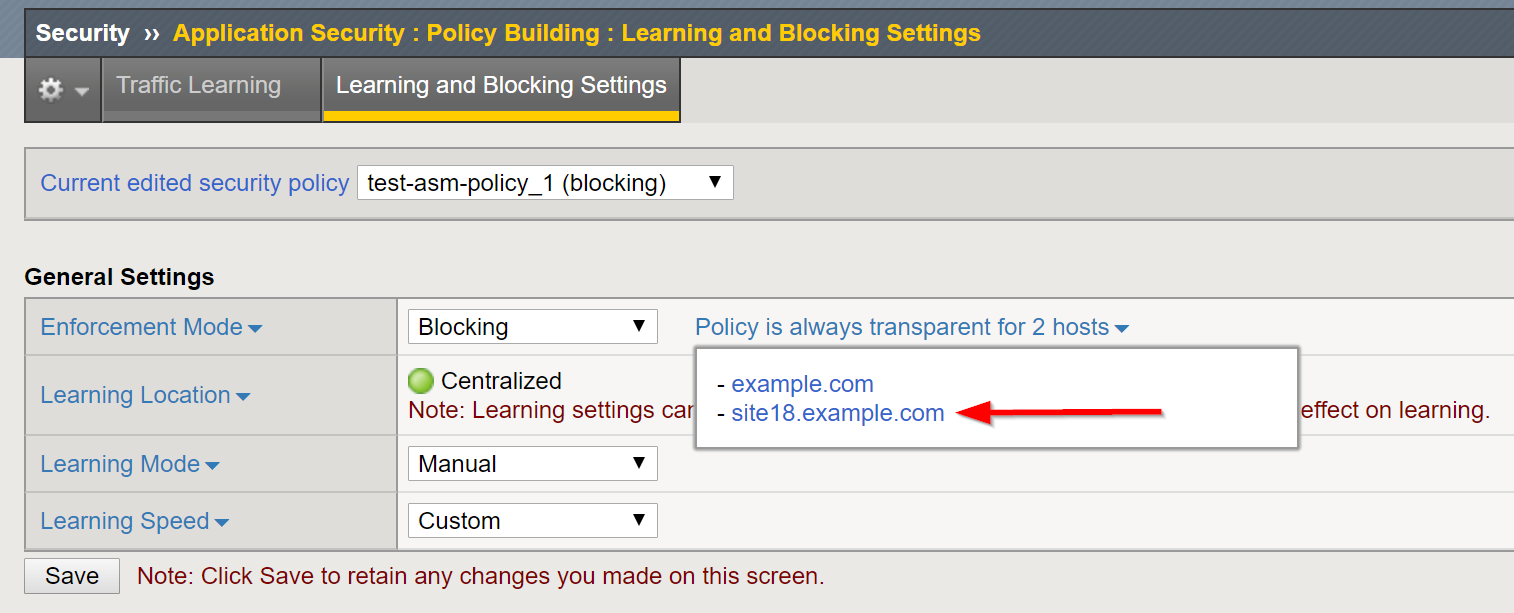 Security ›› Application Security : Policy Building : Learning and Blocking Settings
Traffic Learning
Learning and Blocking Settings
Current edited security policy test-asm-policy_1 (blocking)
General Settings
Enforcement Mode Blocking Policy is always transparent for 2 hosts
- example.com
- site18.example.com
Learning Location Centralized
Note: Learning settings can effect on learning.
Learning Mode Manual
Learning Speed Custom
Save Note: Click Save to retain any changes you made on this screen.